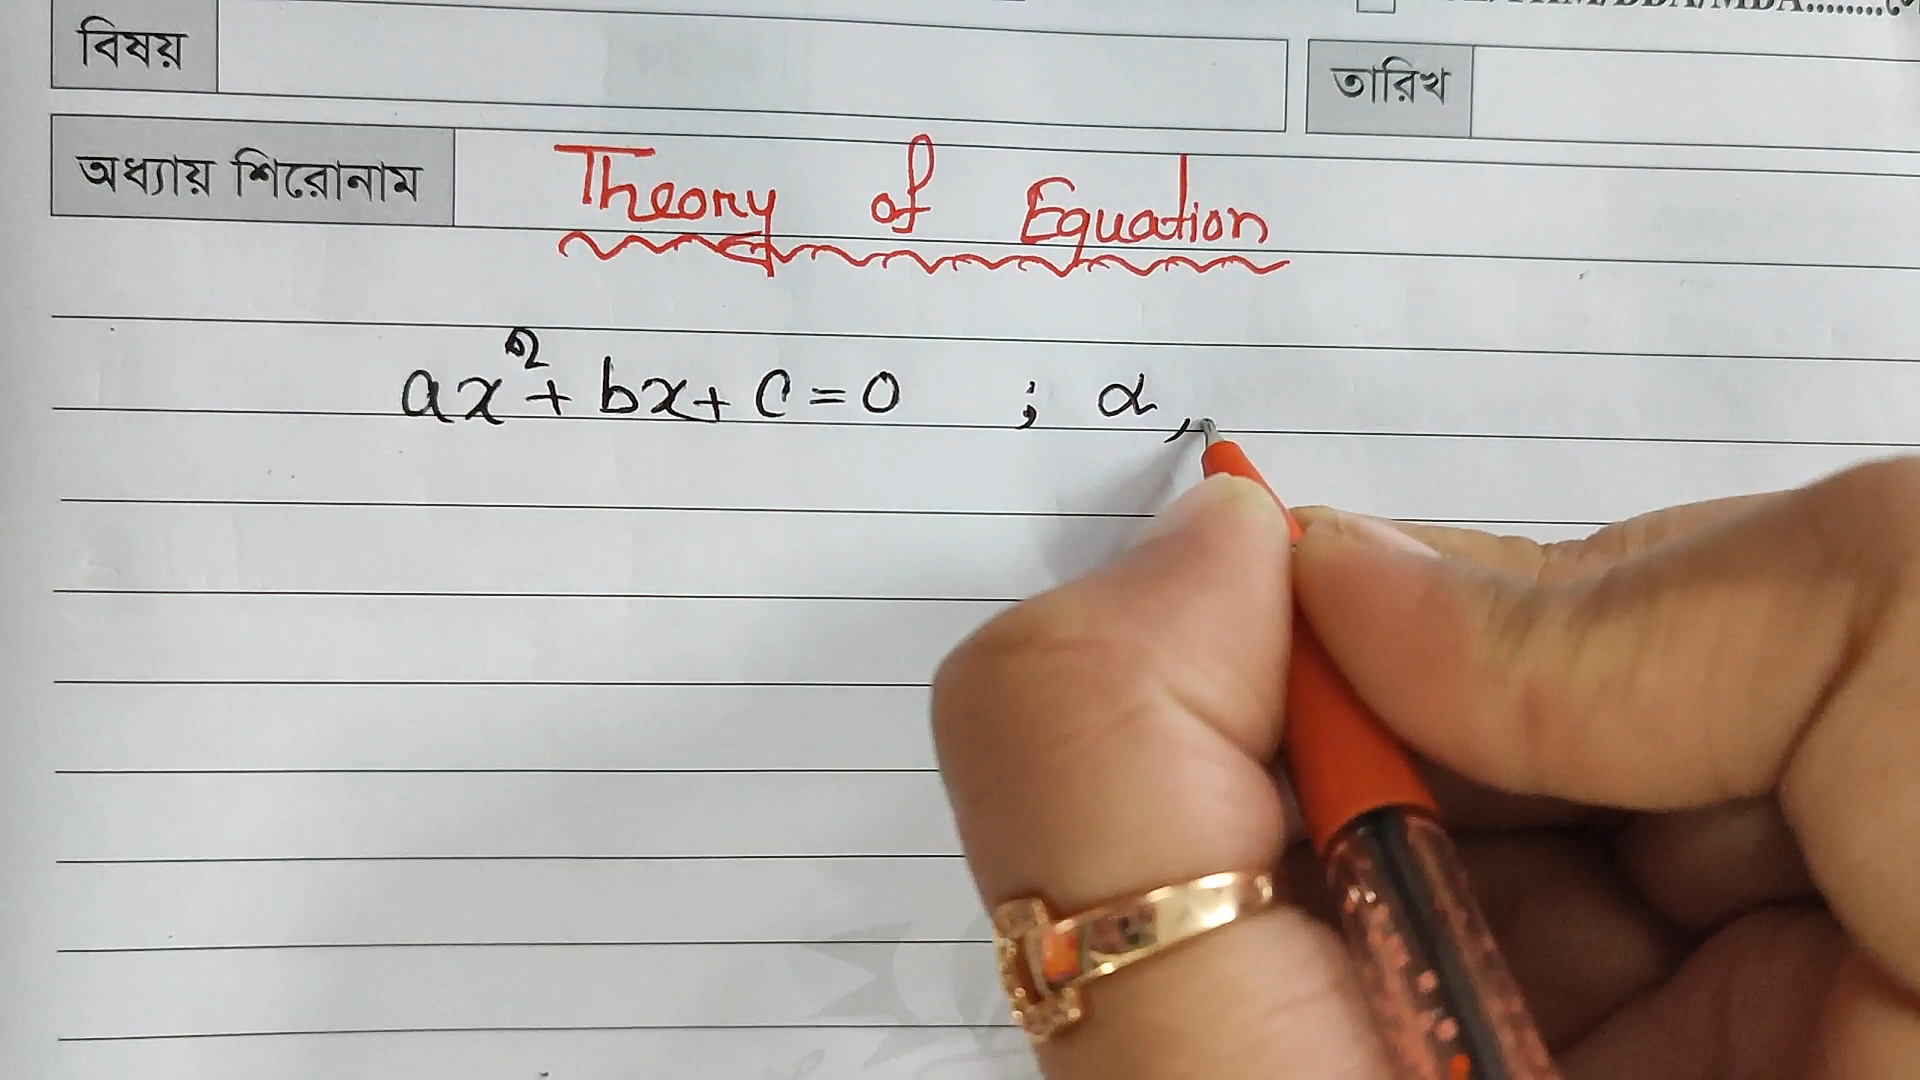 বিষয়
তারিখ
অধ্যায় শিরোনাম Theory of Equation
ax²+ bx+ c = 0 ; α,